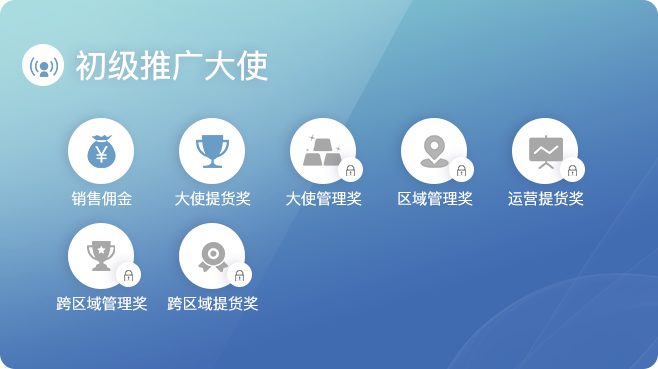 初级推广大使
销售佣金
大使提货奖
大使管理奖
区域管理奖
运营提货奖
跨区域管理奖
跨区域提货奖